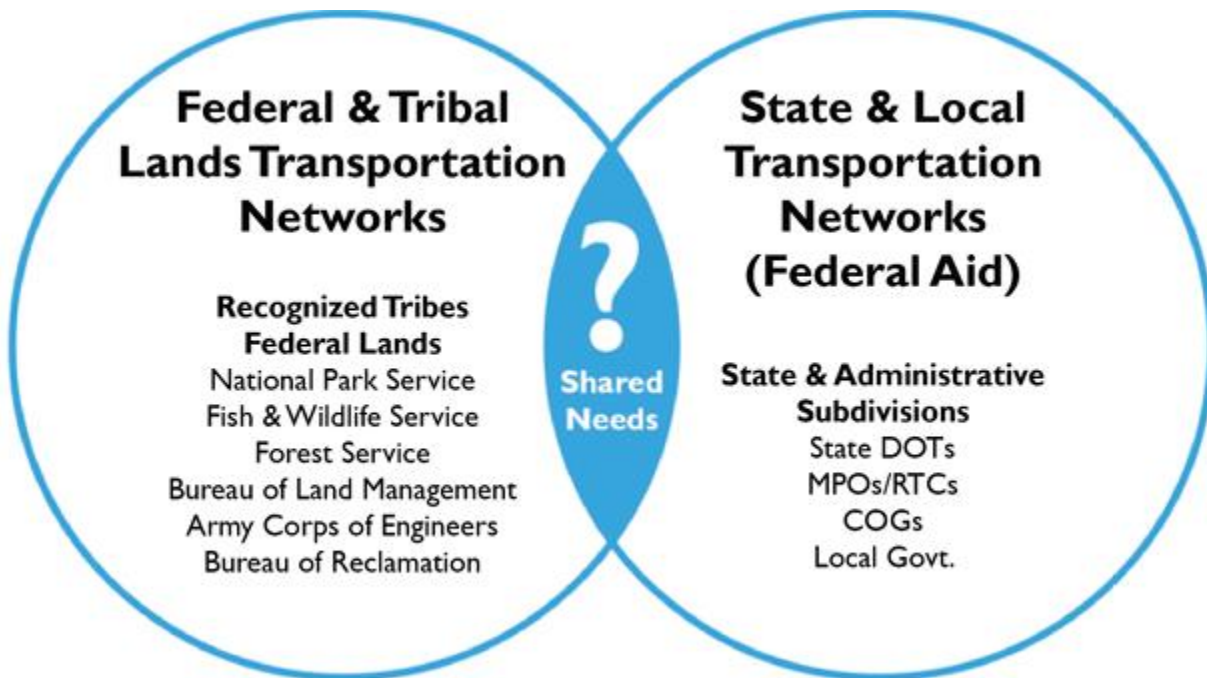 Federal & Tribal
Lands Transportation
Networks
Recognized Tribes
Federal Lands
National Park Service
Fish & Wildlife Service
Forest Service
Bureau of Land Management
Army Corps of Engineers
Bureau of Reclamation
?
Shared
Needs
State & Local
Transportation
Networks
(Federal Aid)
State & Administrative
Subdivisions
State DOTs
MPOs/RTCs
COGs
Local Govt.